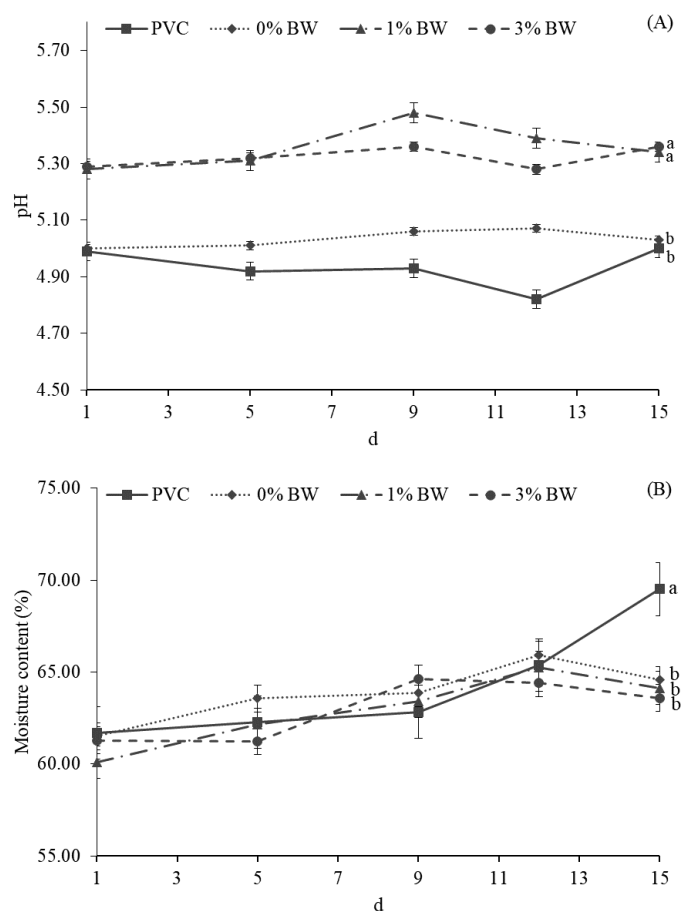 PVC 0% BW 1% BW 3% BW (A)
5.70
5.50
5.30
5.10
4.90
4.70
4.50
pH
a
a
b
b
1 3 5 7 9 11 13 15
d
PVC 0% BW 1% BW 3% BW (B)
75.00
70.00
65.00
60.00
55.00
Moisture content (%)
a
b
b
b
1 3 5 7 9 11 13 15
d